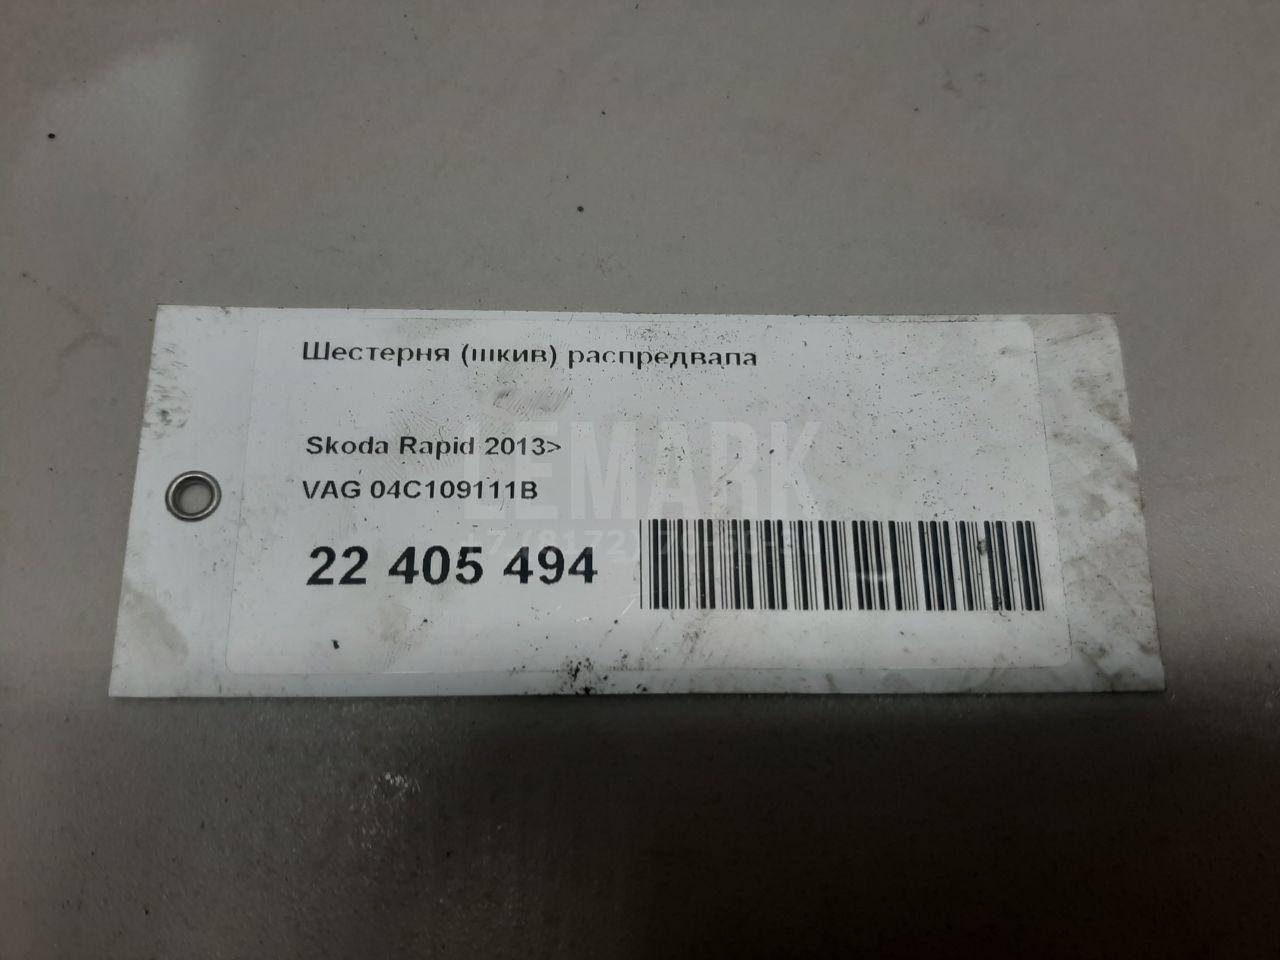 Шестерня (шкив) распредвала
Skoda Rapid 2013>
VAG 04C109111B
22 405 494
LEMARK